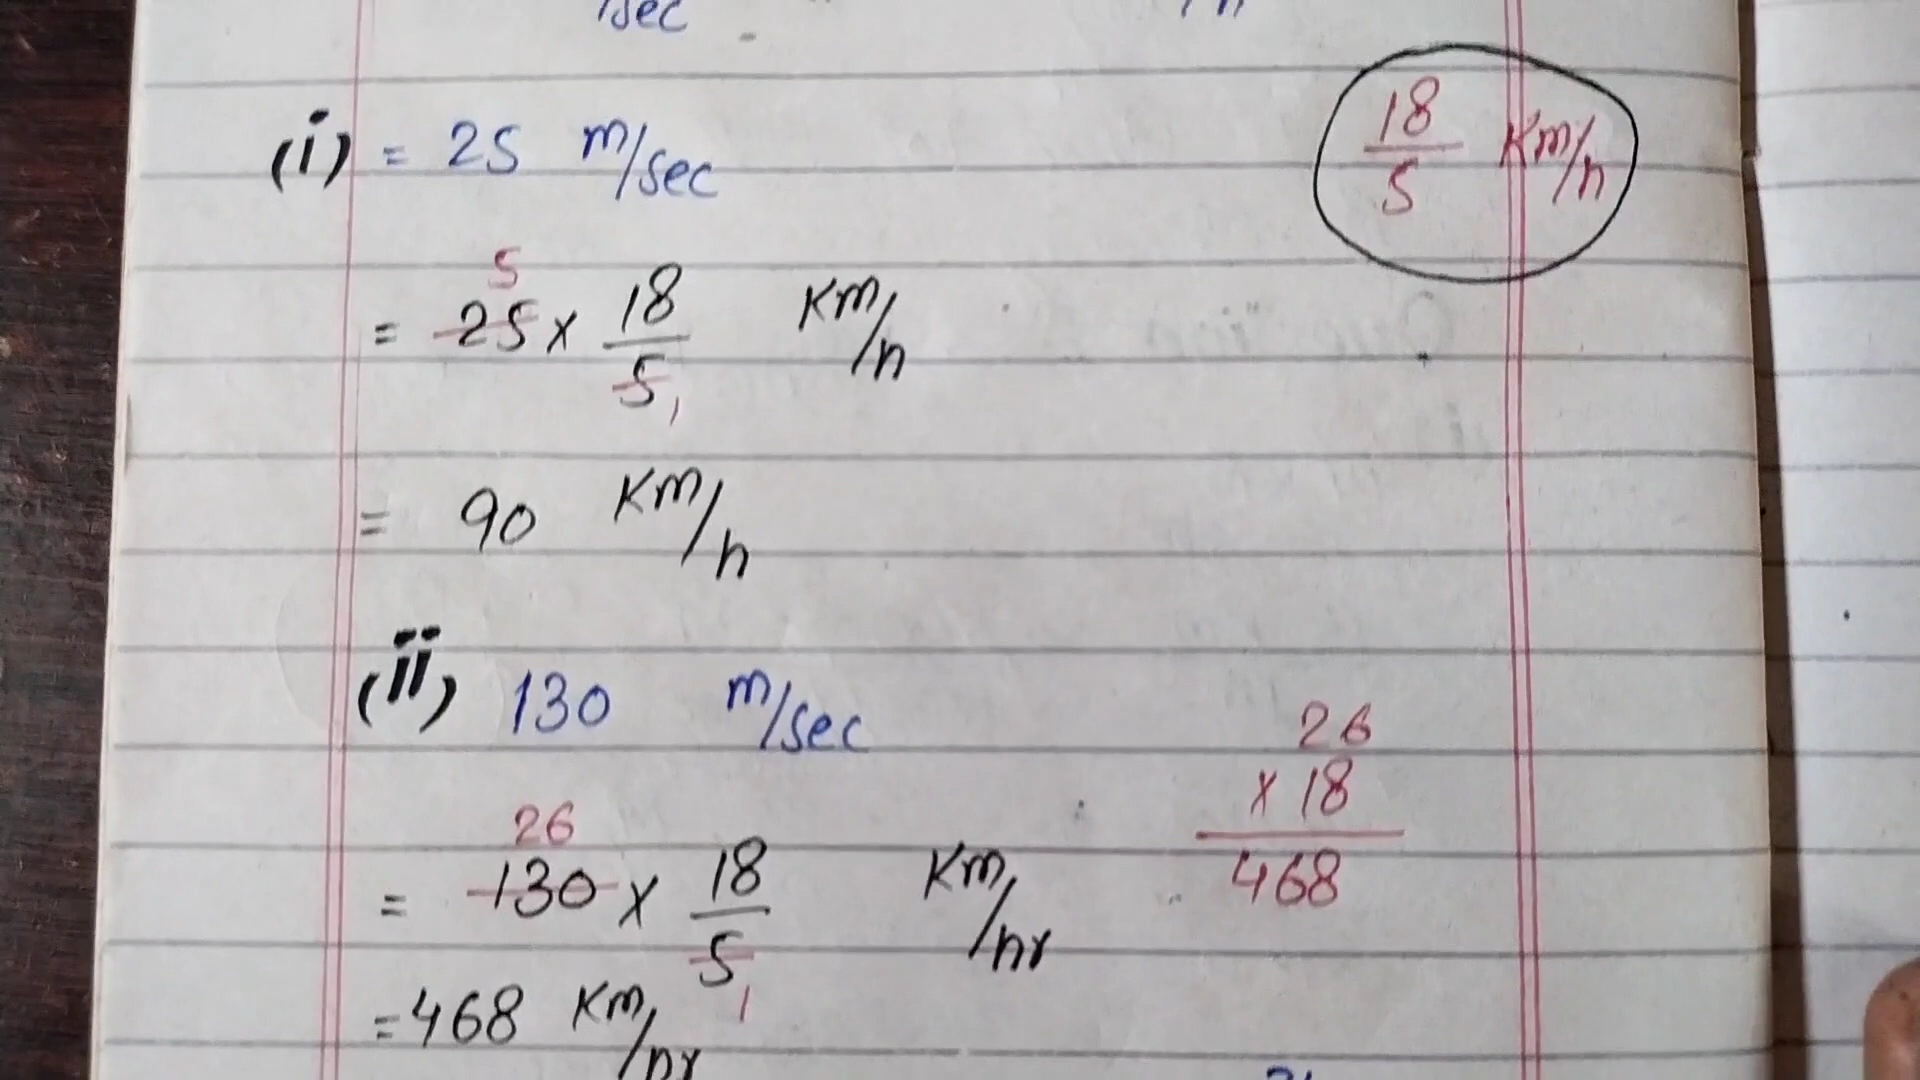 /sec
/h
(i) = 25 m/sec
18/5 Km/h
5
= 25 x 18/5 Km/h
1
= 90 Km/h
(ii) 130 m/sec
26
x 18
468
26
= 130 x 18/5 Km/hr
1
= 468 Km/hr